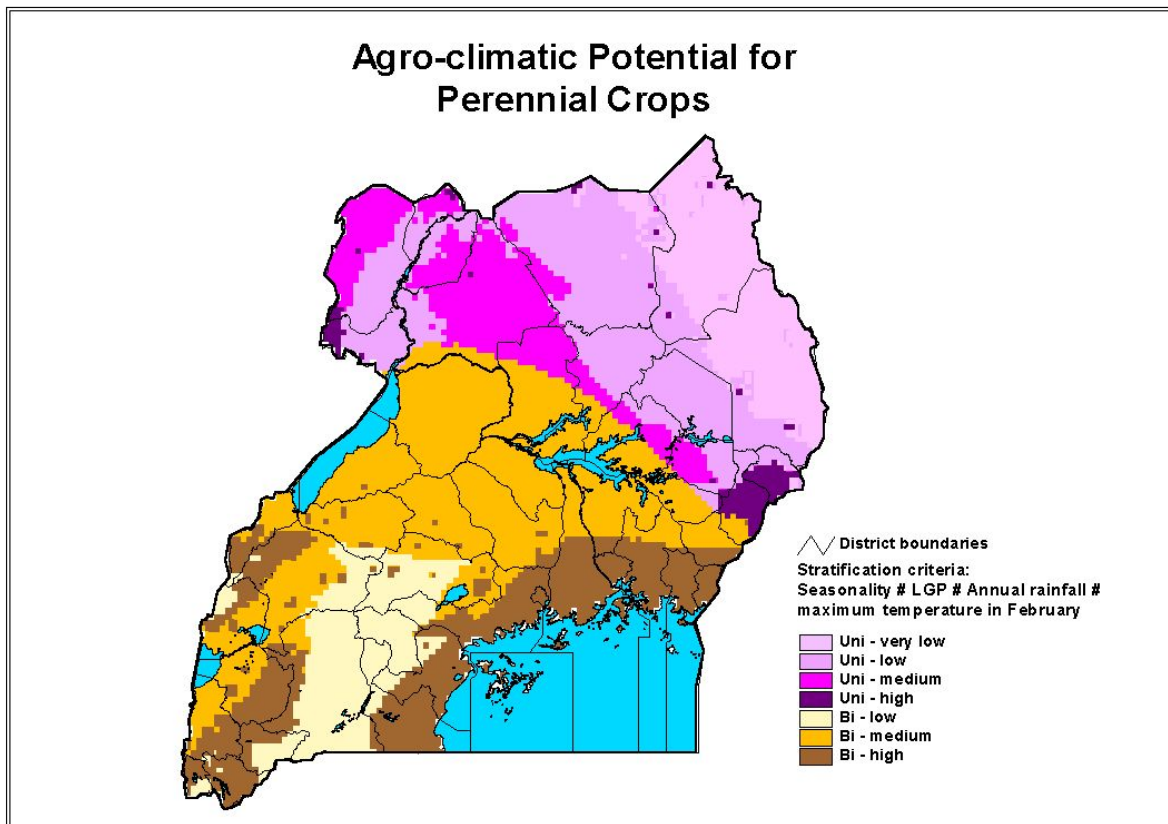 Agro-climatic Potential for
Perennial Crops
District boundaries
Stratification criteria:
Seasonality # LGP # Annual rainfall #
maximum temperature in February
Uni - very low
Uni - low
Uni - medium
Uni - high
Bi - low
Bi - medium
Bi - high